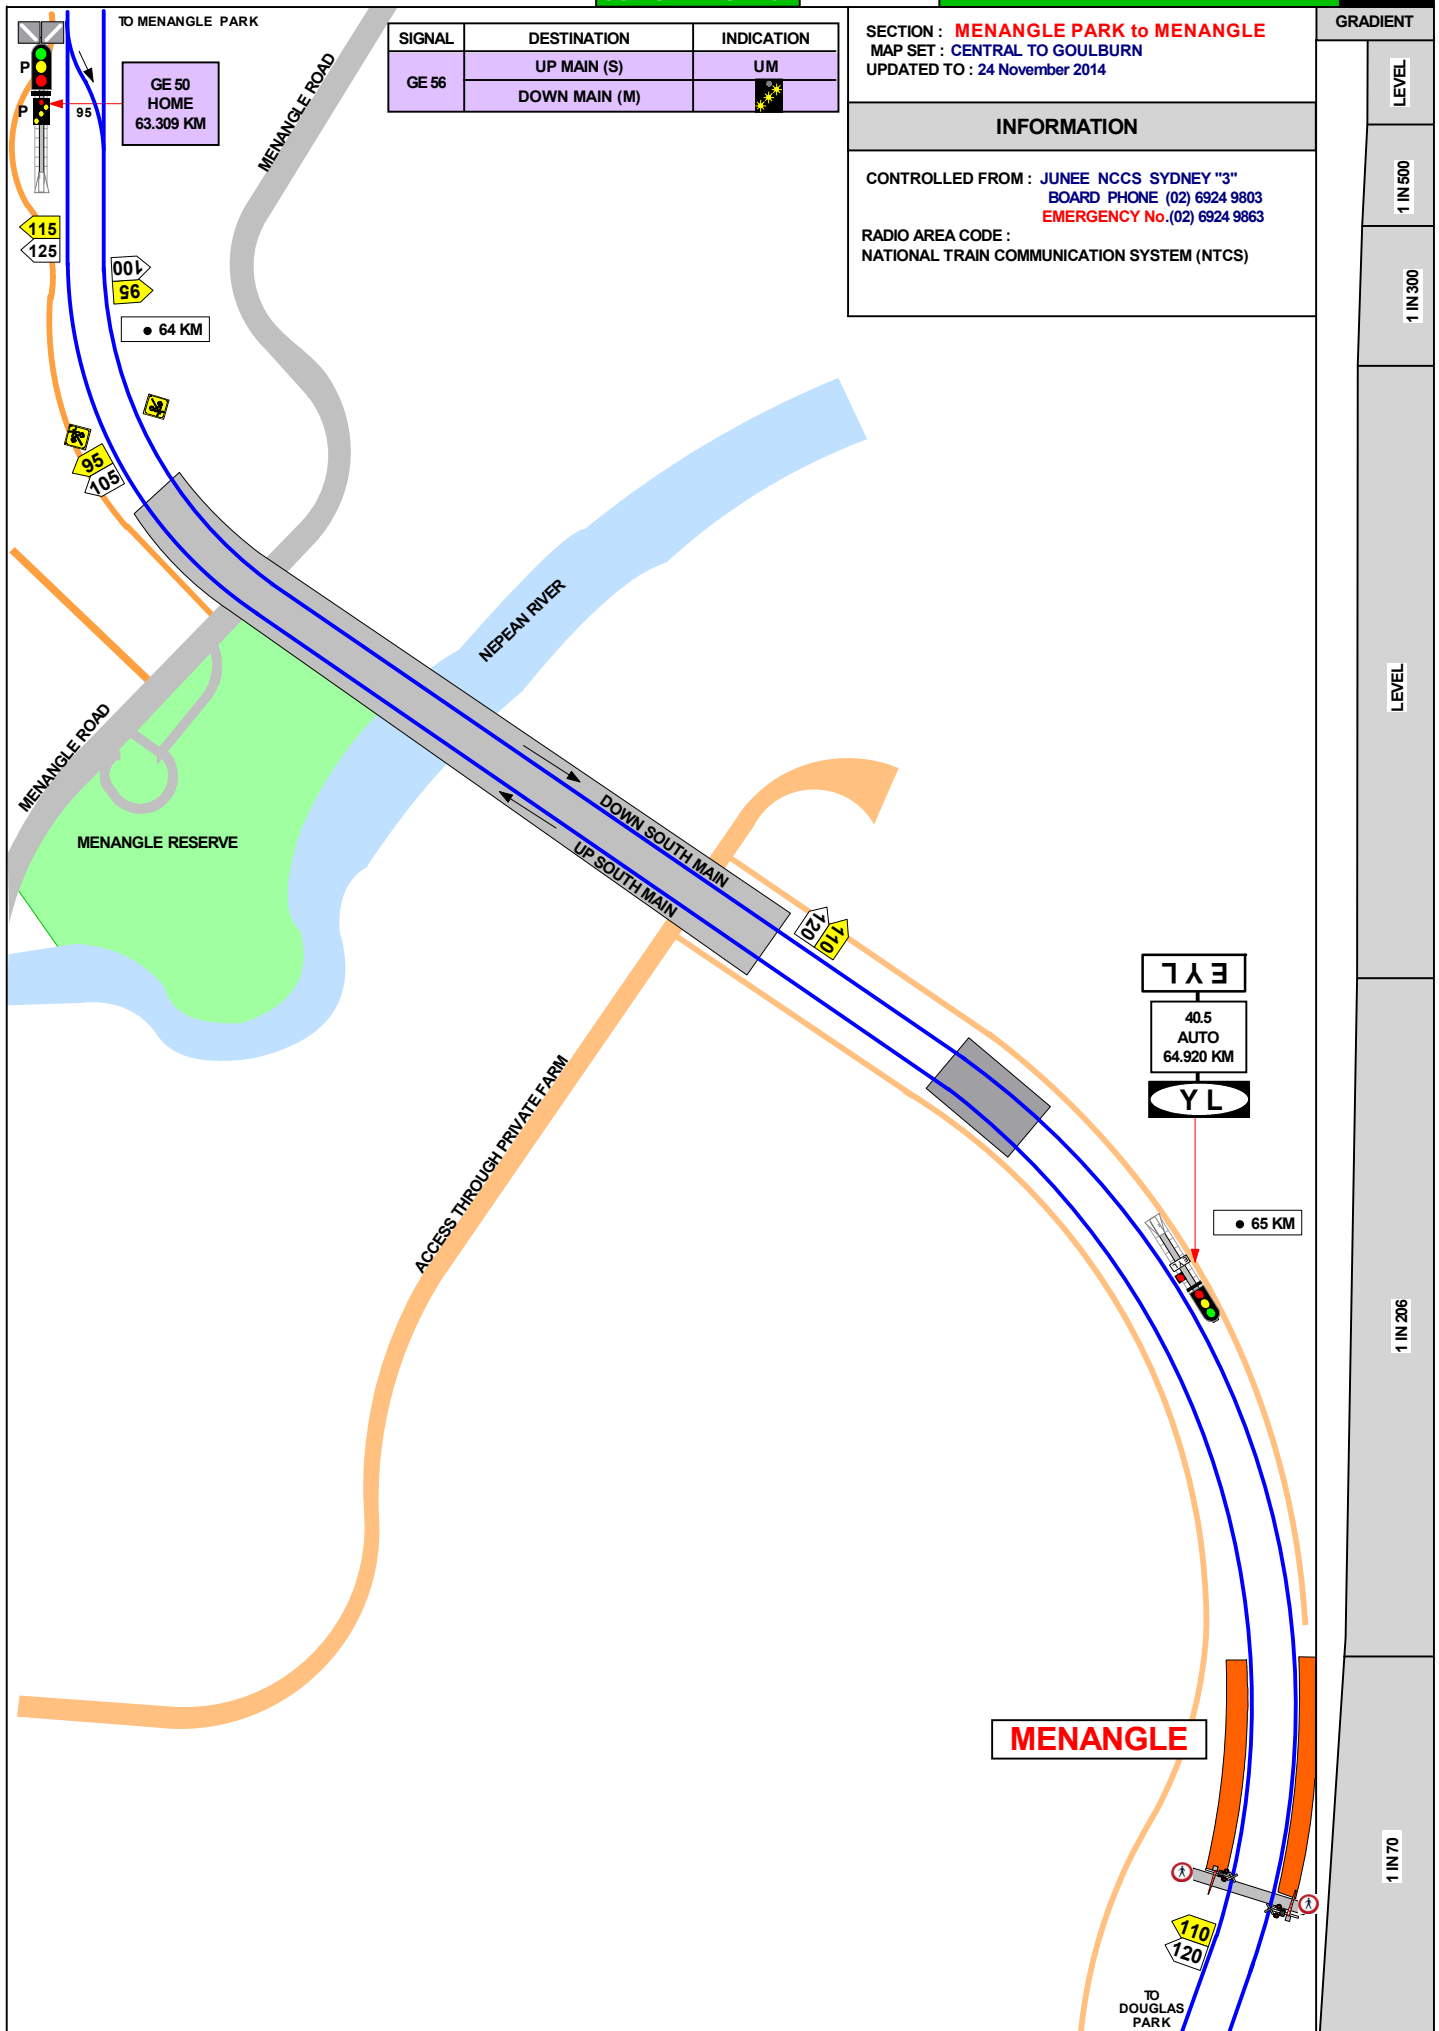 TO MENANGLE PARK
P
P
95
GE 50
HOME
63.309 KM
MENANGLE ROAD
SIGNAL DESTINATION INDICATION
GE 56 UP MAIN (S) UM
DOWN MAIN (M)
SECTION : MENANGLE PARK to MENANGLE
MAP SET : CENTRAL TO GOULBURN
UPDATED TO : 24 November 2014
INFORMATION
CONTROLLED FROM : JUNEE NCCS SYDNEY "3"
BOARD PHONE (02) 6924 9803
EMERGENCY No.(02) 6924 9863
RADIO AREA CODE :
NATIONAL TRAIN COMMUNICATION SYSTEM (NTCS)
GRADIENT
LEVEL
1 IN 500
1 IN 300
LEVEL
1 IN 206
1 IN 70
115
125
100
95
64 KM
95
105
NEPEAN RIVER
MENANGLE ROAD
MENANGLE RESERVE
DOWN SOUTH MAIN
UP SOUTH MAIN
120
110
ACCESS THROUGH PRIVATE FARM
EYL
40.5
AUTO
64.920 KM
YL
65 KM
MENANGLE
110
120
TO
DOUGLAS
PARK